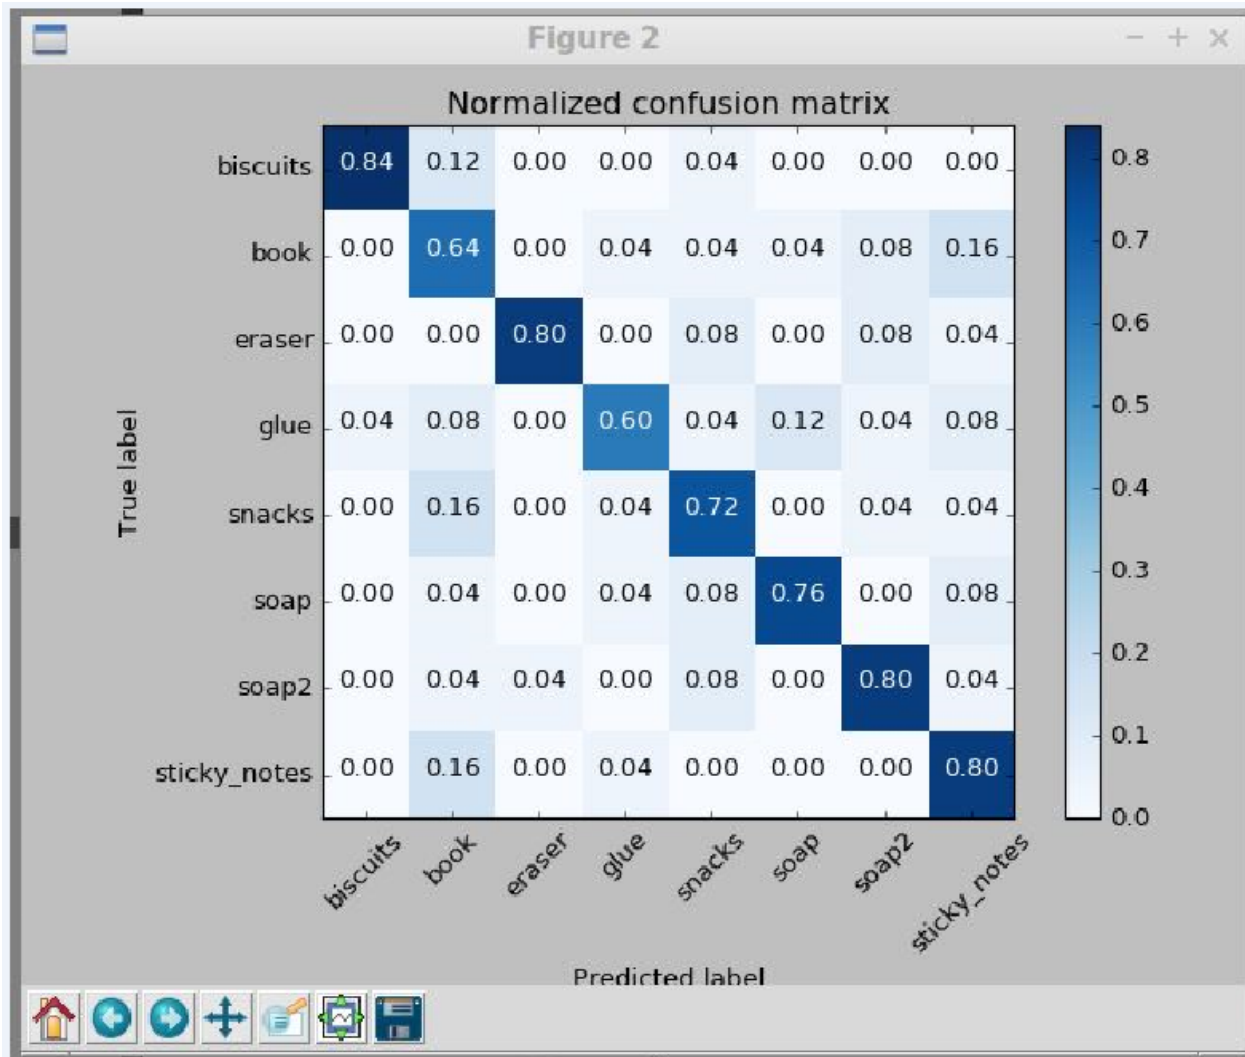 Figure 2
Normalized confusion matrix
biscuits 0.84 0.12 0.00 0.00 0.04 0.00 0.00 0.00
book 0.00 0.64 0.00 0.04 0.04 0.04 0.08 0.16
eraser 0.00 0.00 0.80 0.00 0.08 0.00 0.08 0.04
glue 0.04 0.08 0.00 0.60 0.04 0.12 0.04 0.08
snacks 0.00 0.16 0.00 0.04 0.72 0.00 0.04 0.04
soap 0.00 0.04 0.00 0.04 0.08 0.76 0.00 0.08
soap2 0.00 0.04 0.04 0.00 0.08 0.00 0.80 0.04
sticky_notes 0.00 0.16 0.00 0.04 0.00 0.00 0.00 0.80
True label
biscuits book eraser glue snacks soap soap2 sticky_notes
Predicted label
0.8
0.7
0.6
0.5
0.4
0.3
0.2
0.1
0.0